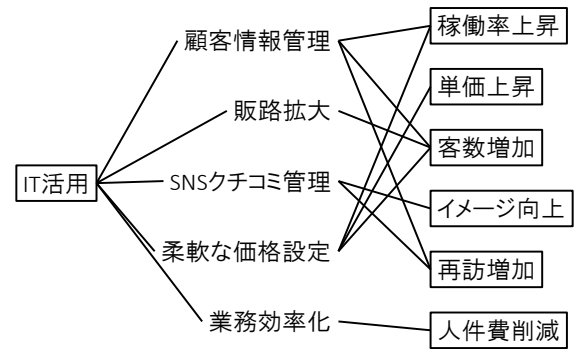 IT活用
顧客情報管理
販路拡大
SNSクチコミ管理
柔軟な価格設定
業務効率化
稼働率上昇
単価上昇
客数増加
イメージ向上
再訪増加
人件費削減